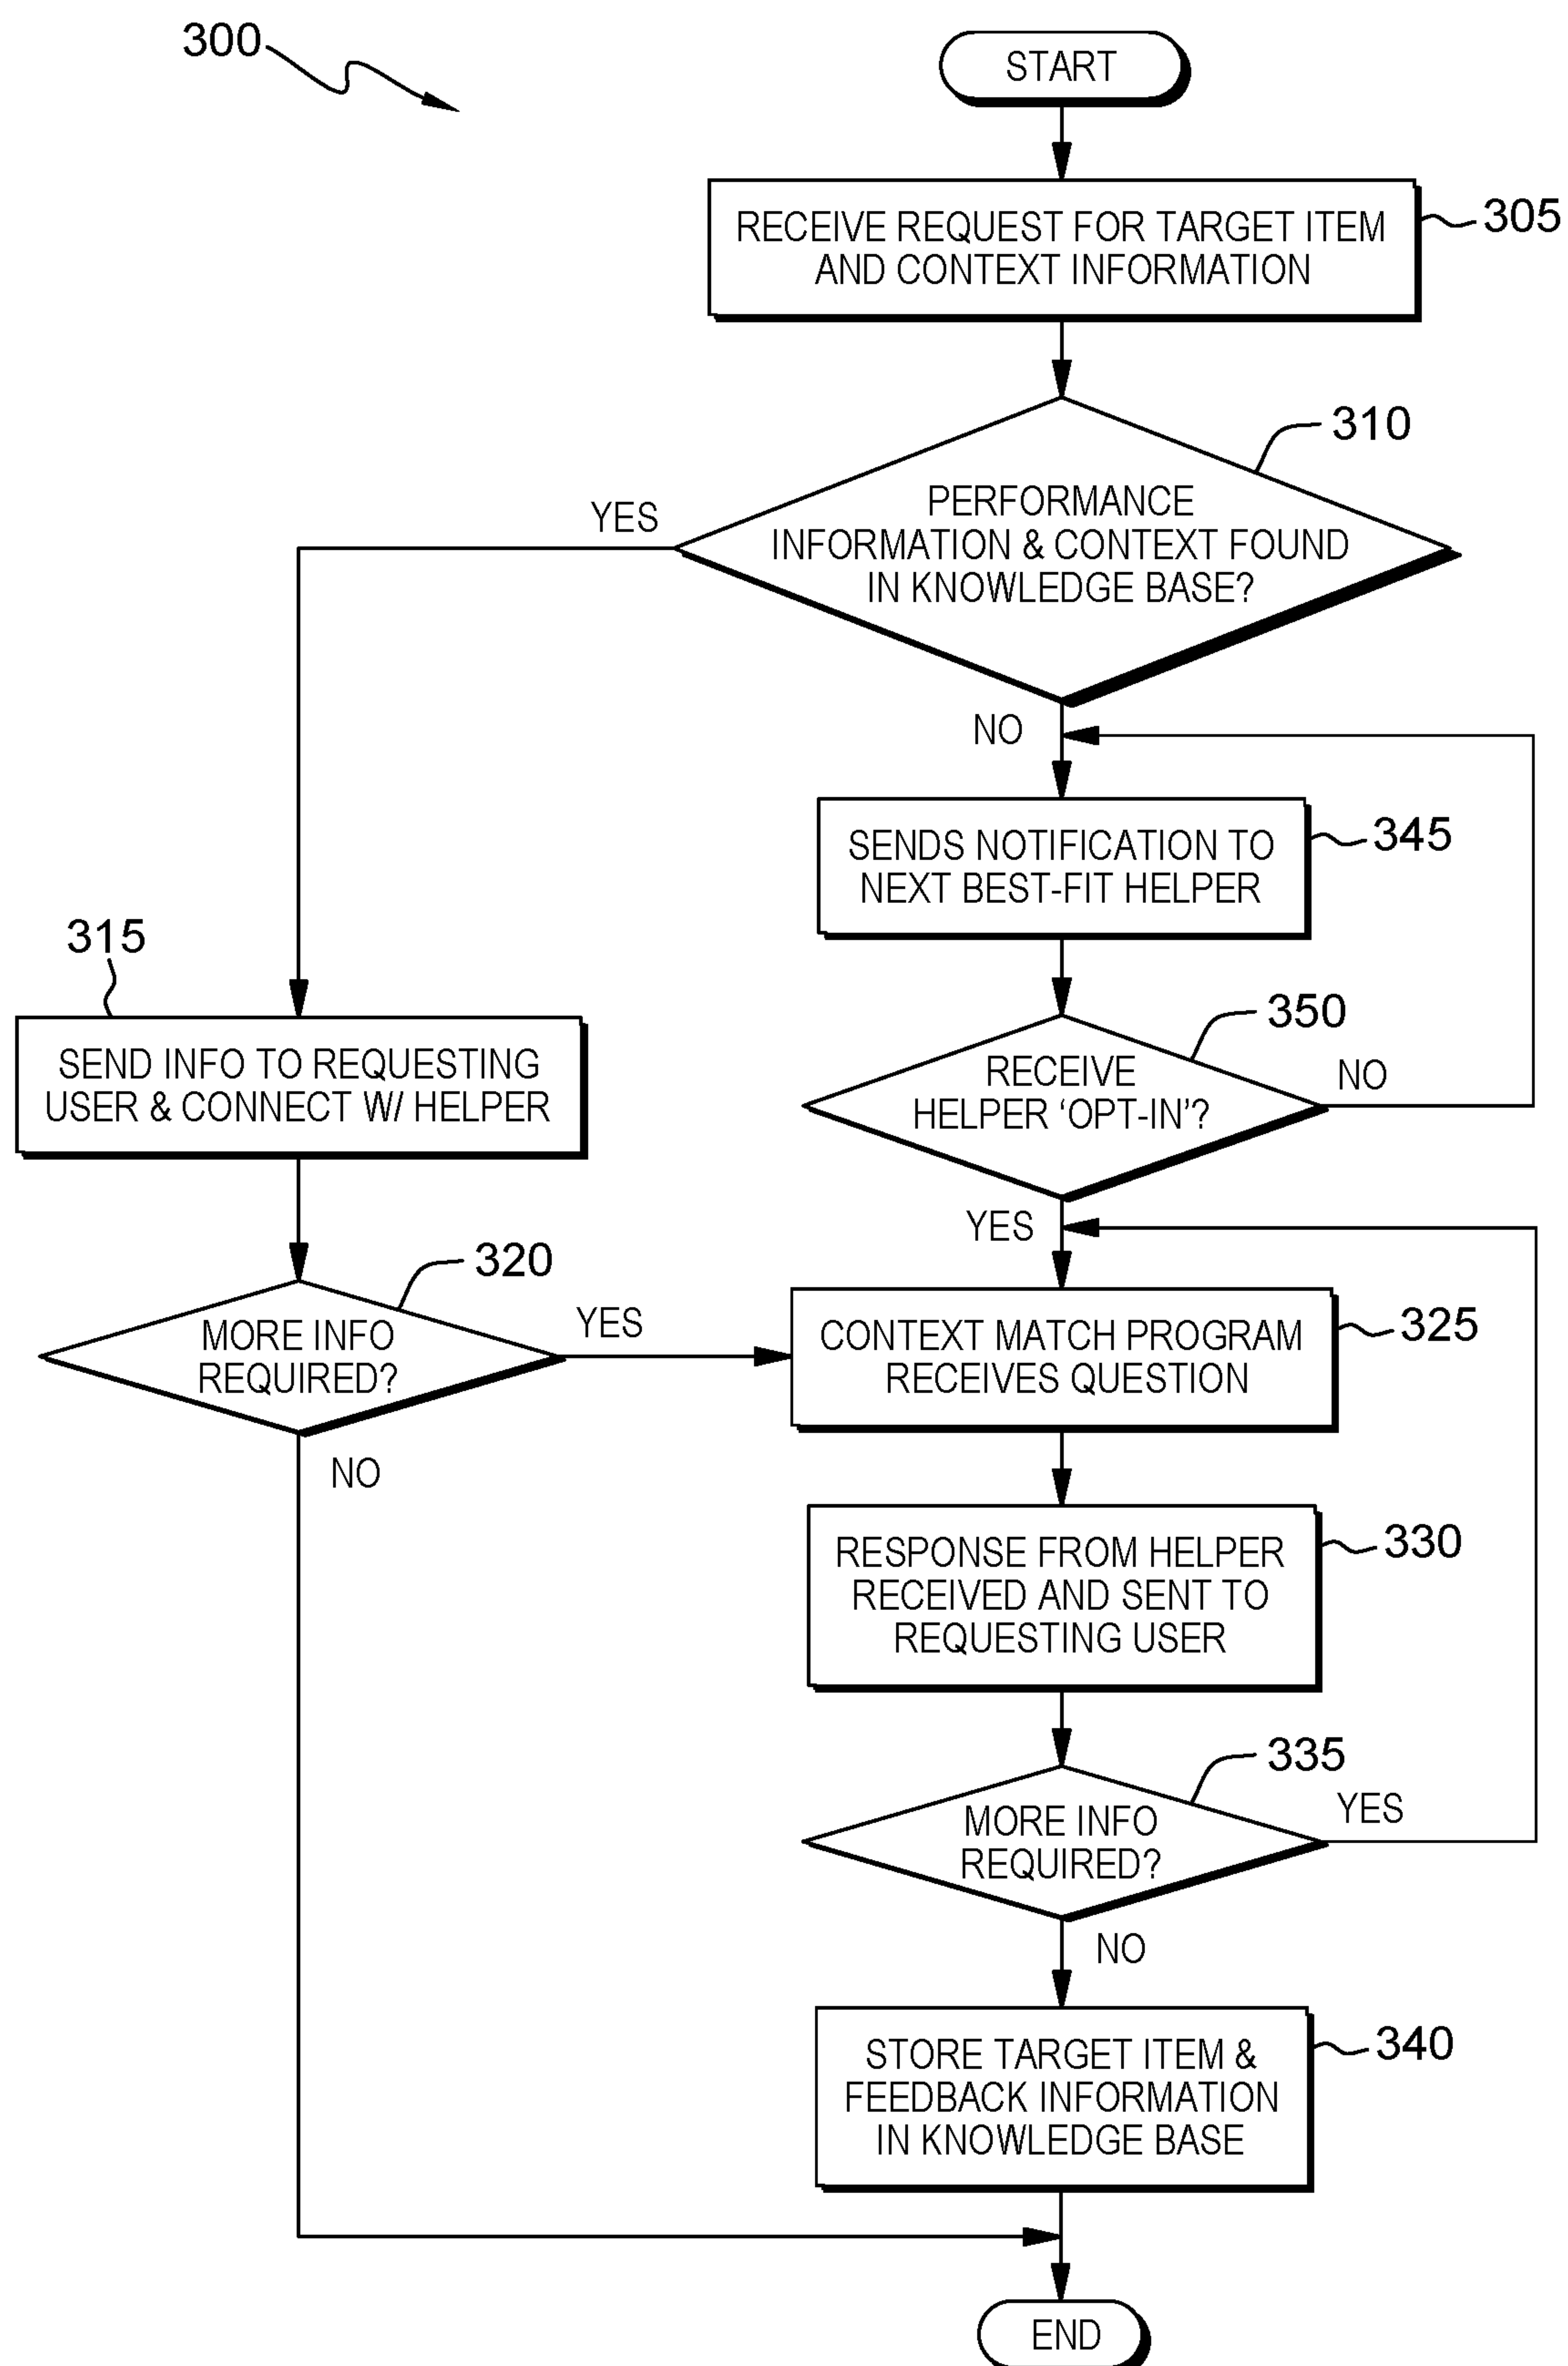 300
START
RECEIVE REQUEST FOR TARGET ITEM
AND CONTEXT INFORMATION
305
310
PERFORMANCE
INFORMATION & CONTEXT FOUND
IN KNOWLEDGE BASE?
YES
NO
SENDS NOTIFICATION TO
NEXT BEST-FIT HELPER
345
315
SEND INFO TO REQUESTING
USER & CONNECT W/ HELPER
350
RECEIVE
HELPER ‘OPT-IN’?
NO
YES
320
MORE INFO
REQUIRED?
YES
NO
CONTEXT MATCH PROGRAM
RECEIVES QUESTION
325
RESPONSE FROM HELPER
RECEIVED AND SENT TO
REQUESTING USER
330
335
MORE INFO
REQUIRED?
YES
NO
STORE TARGET ITEM &
FEEDBACK INFORMATION
IN KNOWLEDGE BASE
340
END